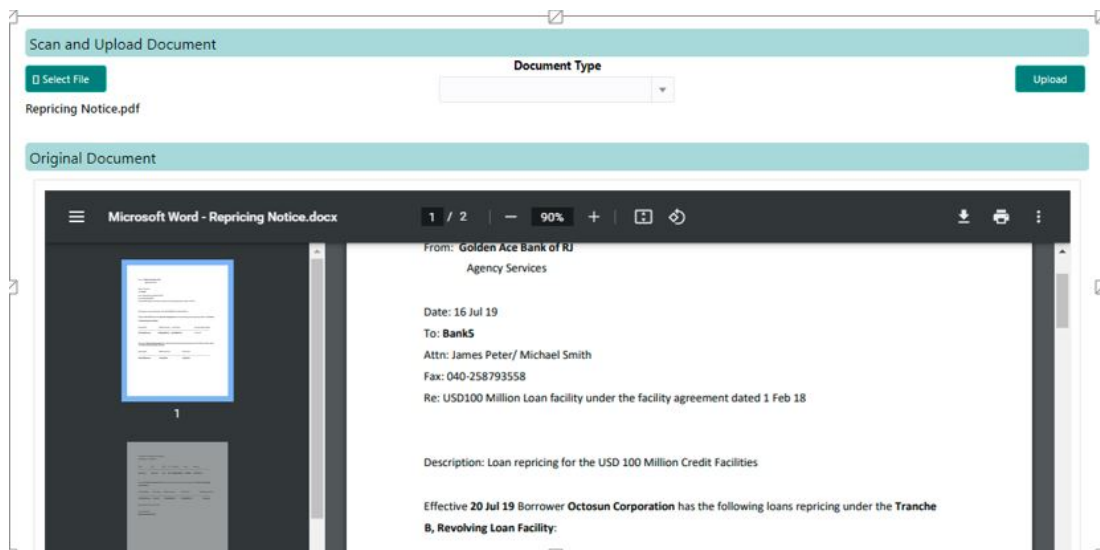 Scan and Upload Document
Document Type
Select File
Upload
Repricing Notice.pdf
Original Document
Microsoft Word - Repricing Notice.docx 1 / 2 — 90% +
From: Golden Ace Bank of RJ
Agency Services
Date: 16 Jul 19
To: BankS
Attn: James Peter/ Michael Smith
Fax: 040-258793558
Re: USD100 Million Loan facility under the facility agreement dated 1 Feb 18
1
Description: Loan repricing for the USD 100 Million Credit Facilities
Effective 20 Jul 19 Borrower Octosun Corporation has the following loans repricing under the Tranche
B, Revolving Loan Facility: